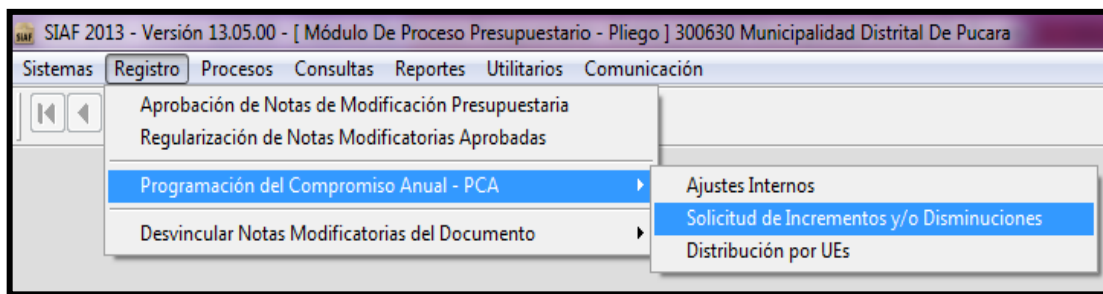 SIAF 2013 - Versión 13.05.00 - [ Módulo De Proceso Presupuestario - Pliego ] 300630 Municipalidad Distrital De Pucara
Sistemas Registro Procesos Consultas Reportes Utilitarios Comunicación
Aprobación de Notas de Modificación Presupuestaria
Regularización de Notas Modificatorias Aprobadas
Programación del Compromiso Anual - PCA
Desvincular Notas Modificatorias del Documento
Ajustes Internos
Solicitud de Incrementos y/o Disminuciones
Distribución por UEs